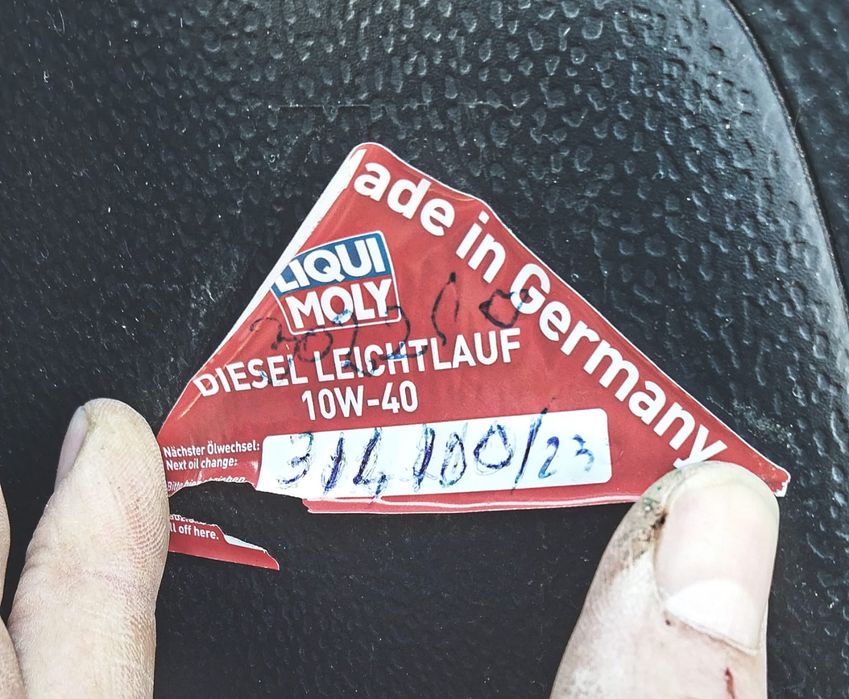 ade in Germany
LIQUI
MOLY
DIESEL LEICHTLAUF
10W-40
Nächster Ölwechsel:
Next oil change:
314 100/23
ll off here.